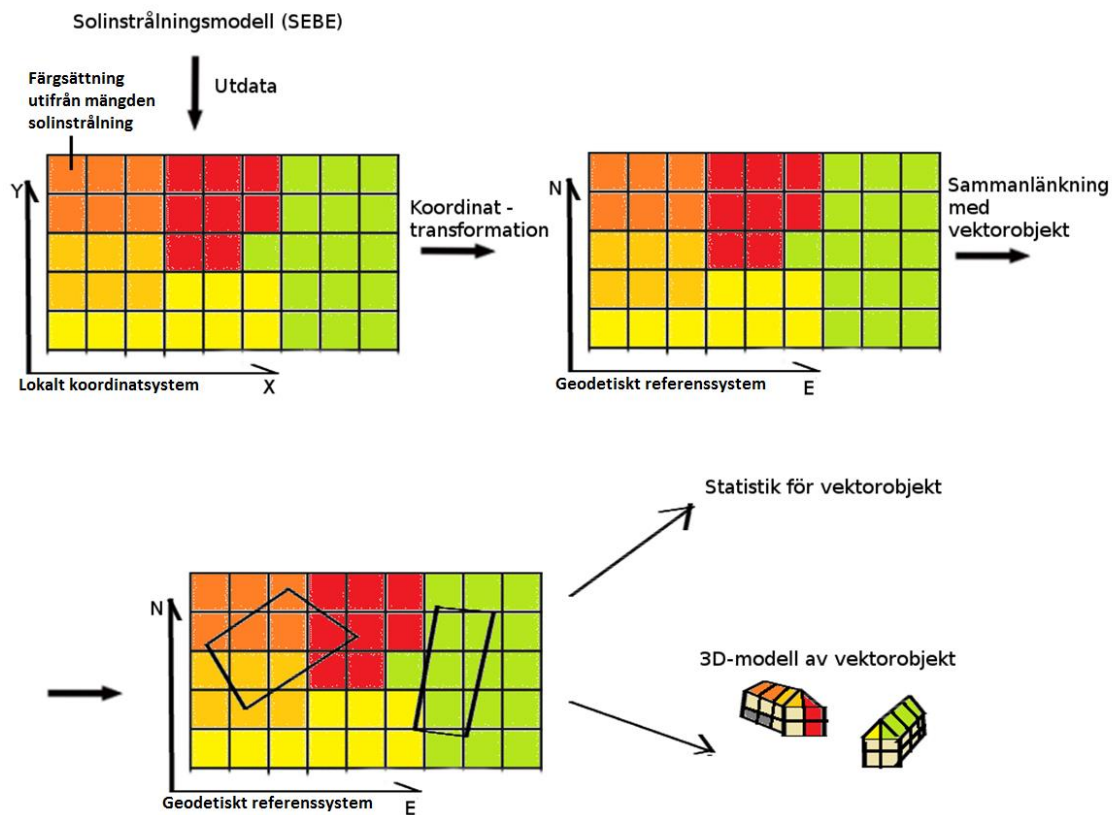 Solinstrålningsmodell (SEBE)
Färgsättning
utifrån mängden
solinstrålning
Utdata
Y
Lokalt koordinatsystem
X
Koordinat -
transformation
N
Geodetiskt referenssystem
E
Sammanlänkning
med
vektorobjekt
Statistik för vektorobjekt
N
Geodetiskt referenssystem
E
3D-modell av vektorobjekt